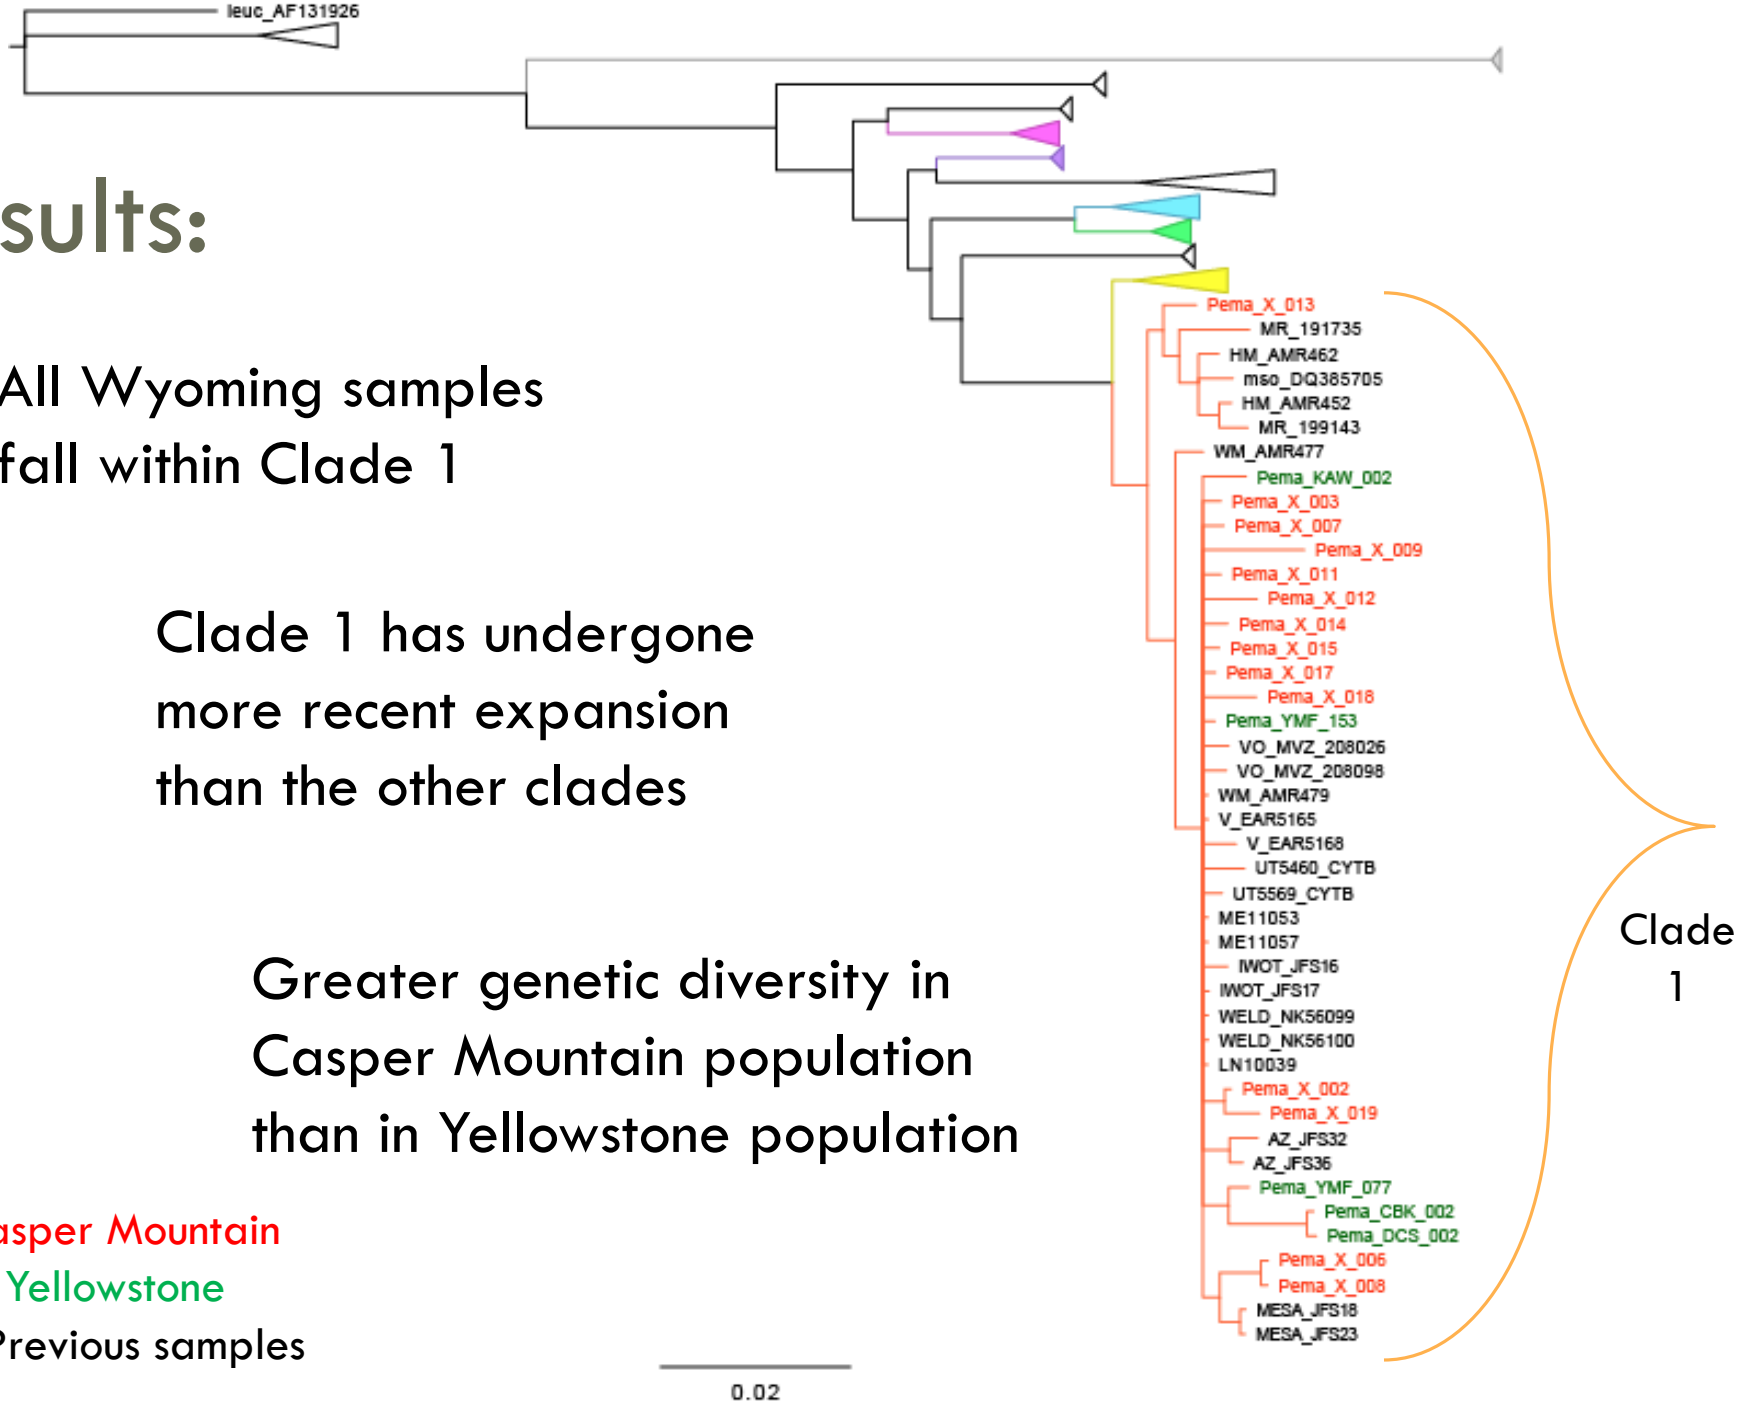 leuc_AF131926
sults:
All Wyoming samples
fall within Clade 1
Clade 1 has undergone
more recent expansion
than the other clades
Greater genetic diversity in
Casper Mountain population
than in Yellowstone population
asper Mountain
Yellowstone
Previous samples
0.02
Pema_X_013
MR_191735
HM_AMR462
mso_DQ385705
HM_AMR452
MR_199143
WM_AMR477
Pema_KAW_002
Pema_X_003
Pema_X_007
Pema_X_009
Pema_X_011
Pema_X_012
Pema_X_014
Pema_X_015
Pema_X_017
Pema_X_018
Pema_YMF_153
VO_MVZ_208026
VO_MVZ_208098
WM_AMR479
V_EAR5165
V_EAR5168
UT5460_CYTB
UT5569_CYTB
ME11053
ME11057
IWOT_JFS16
IWOT_JFS17
WELD_NK56099
WELD_NK56100
LN10039
Pema_X_002
Pema_X_019
AZ_JFS32
AZ_JFS36
Pema_YMF_077
Pema_CBK_002
Pema_DCS_002
Pema_X_006
Pema_X_008
MESA_JFS18
MESA_JFS23
Clade
1